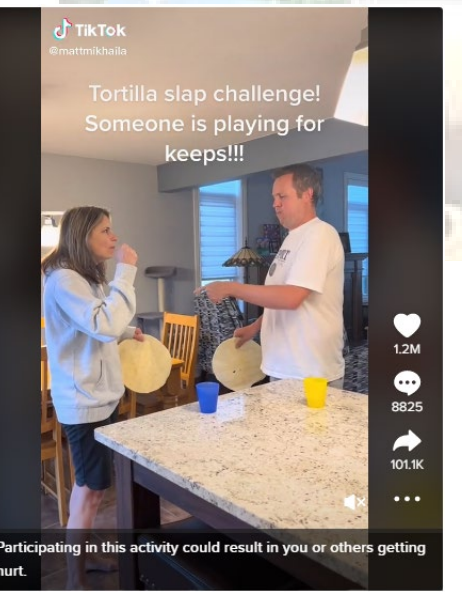 TikTok
@mattmikhaila
Tortilla slap challenge!
Someone is playing for
keeps!!!
1.2M
8825
101.1K
Participating in this activity could result in you or others getting
hurt.